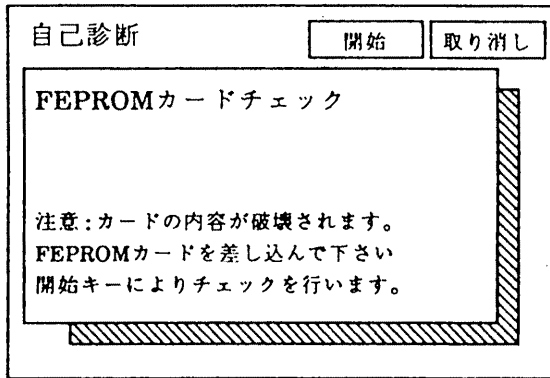 自己診断
開始
取り消し
FEPROMカードチェック
注意:カードの内容が破壊されます。
FEPROMカードを差し込んで下さい
開始キーによりチェックを行います。